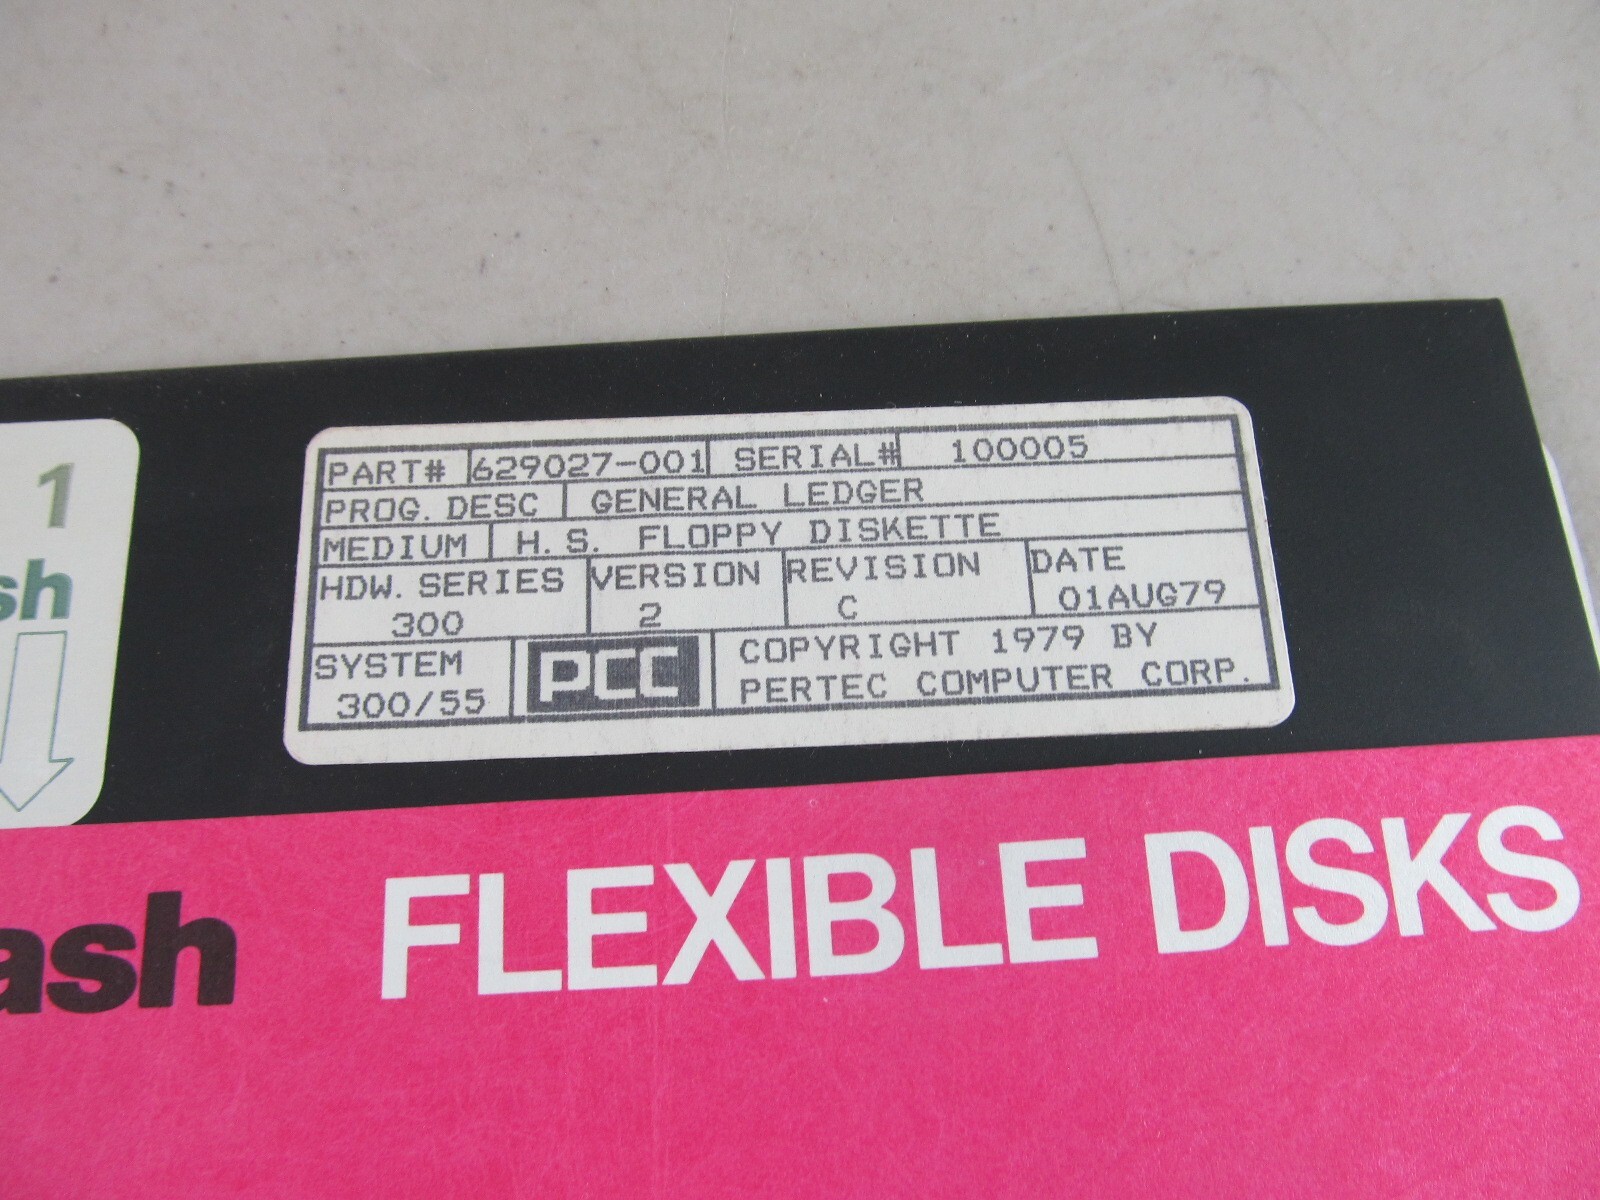 1
sh
PART# 629027-001 SERIAL# 100005
PROG. DESC GENERAL LEDGER
MEDIUM H. S. FLOPPY DISKETTE
HDW. SERIES VERSION REVISION DATE
300 2 C 01AUG79
SYSTEM PCC COPYRIGHT 1979 BY
300/55 PERTEC COMPUTER CORP.
ash FLEXIBLE DISKS